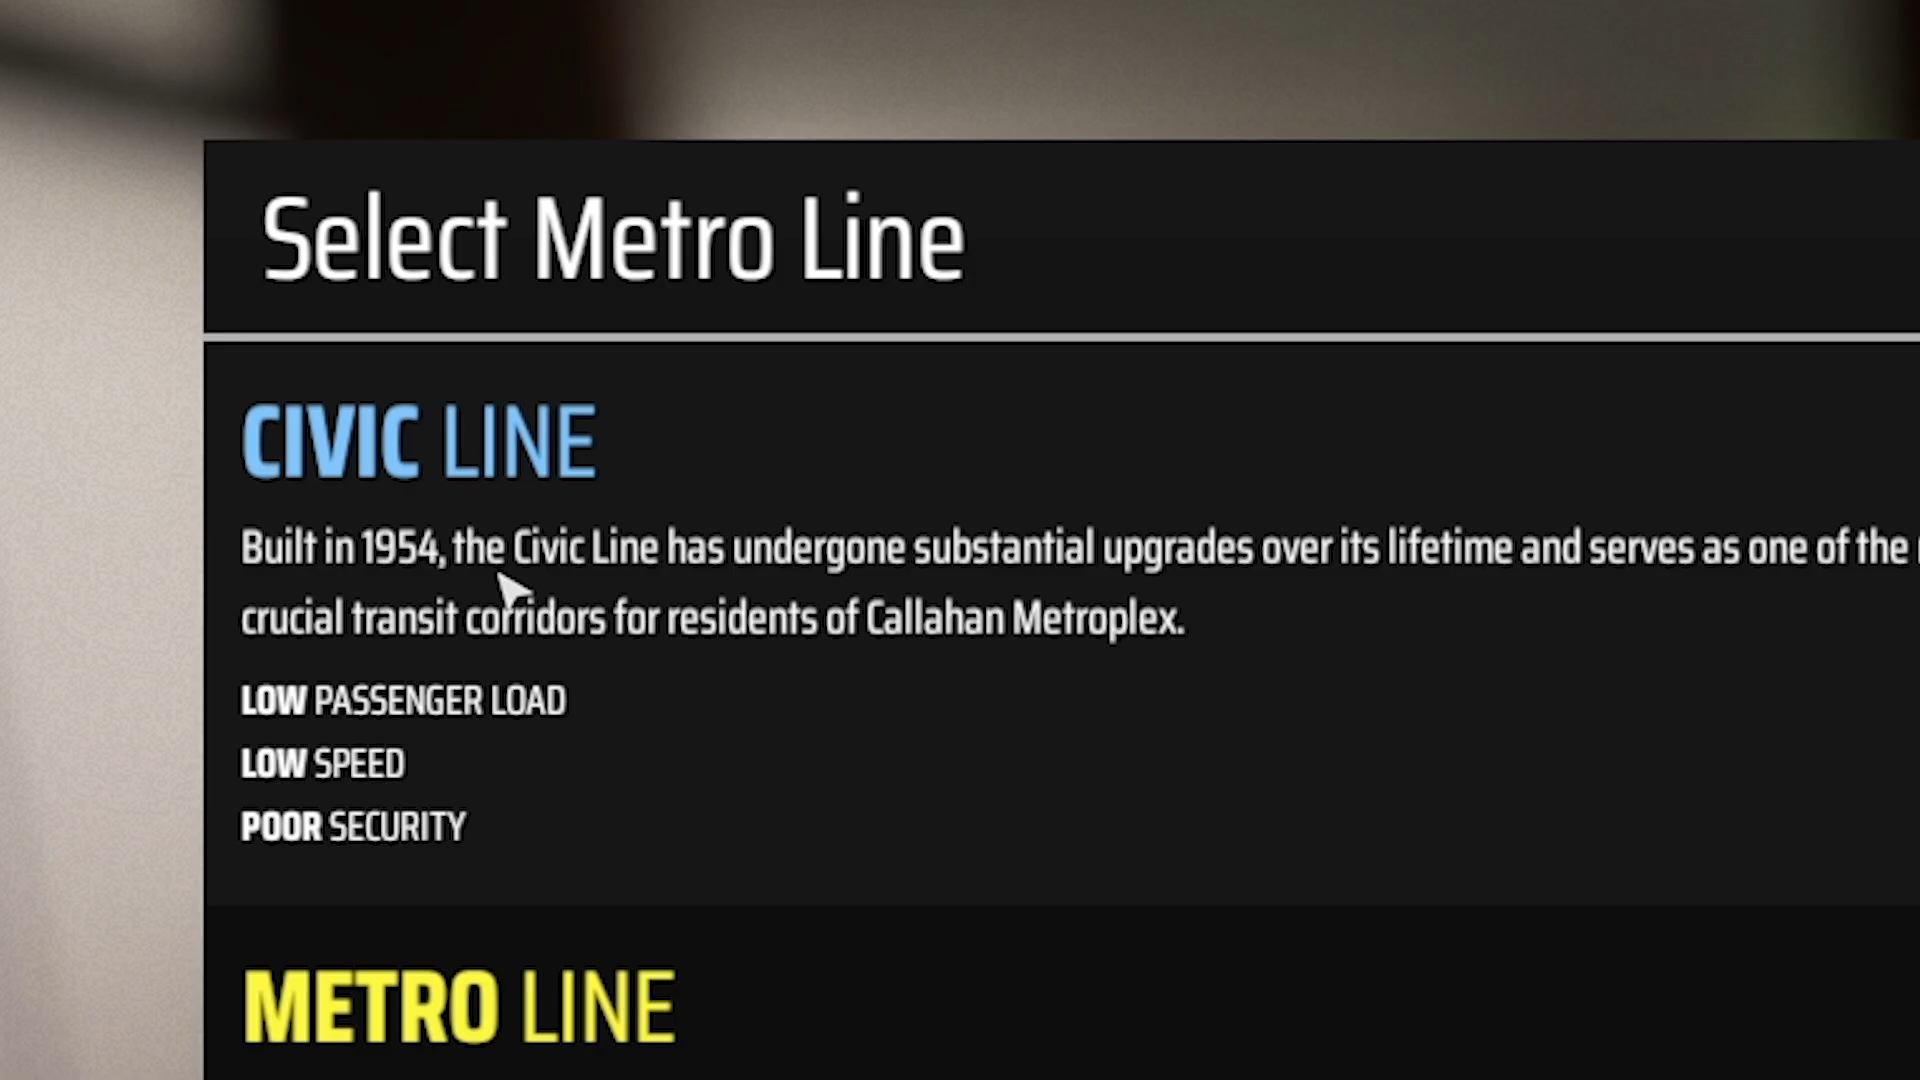 Select Metro Line
CIVIC LINE
Built in 1954, the Civic Line has undergone substantial upgrades over its lifetime and serves as one of the
crucial transit corridors for residents of Callahan Metroplex.
LOW PASSENGER LOAD
LOW SPEED
POOR SECURITY
METRO LINE